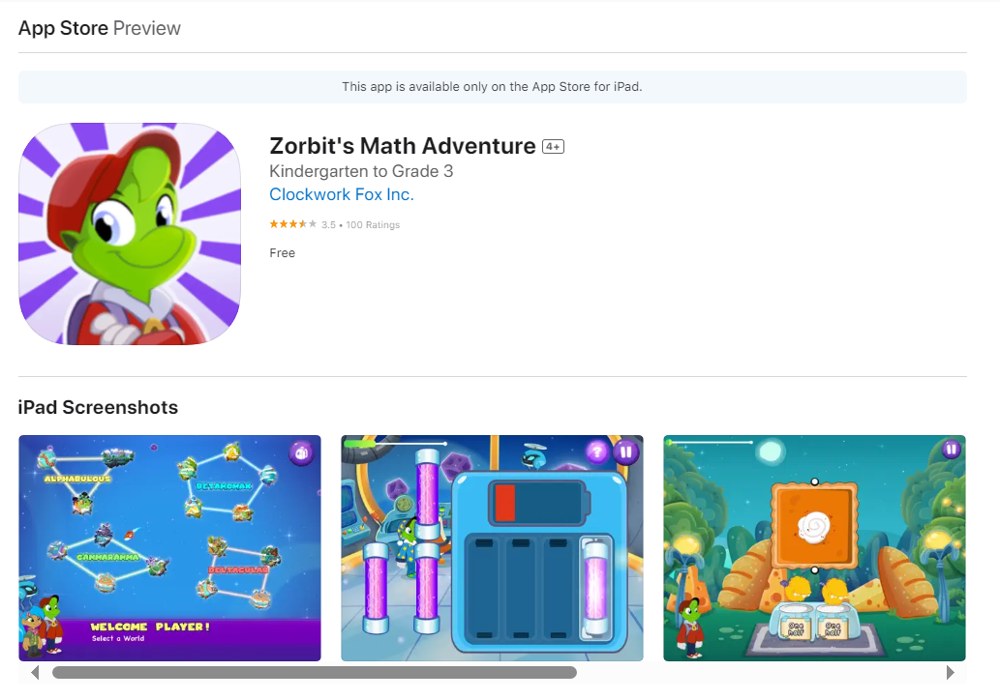 App Store Preview
This app is available only on the App Store for iPad.
Zorbit's Math Adventure 4+
Kindergarten to Grade 3
Clockwork Fox Inc.
3.5 • 100 Ratings
Free
iPad Screenshots
ALPHABULOUS
BETAROMAX
GAMMARAMMA
DELTACULAR
WELCOME PLAYER!
Select a World
?
One half
One half